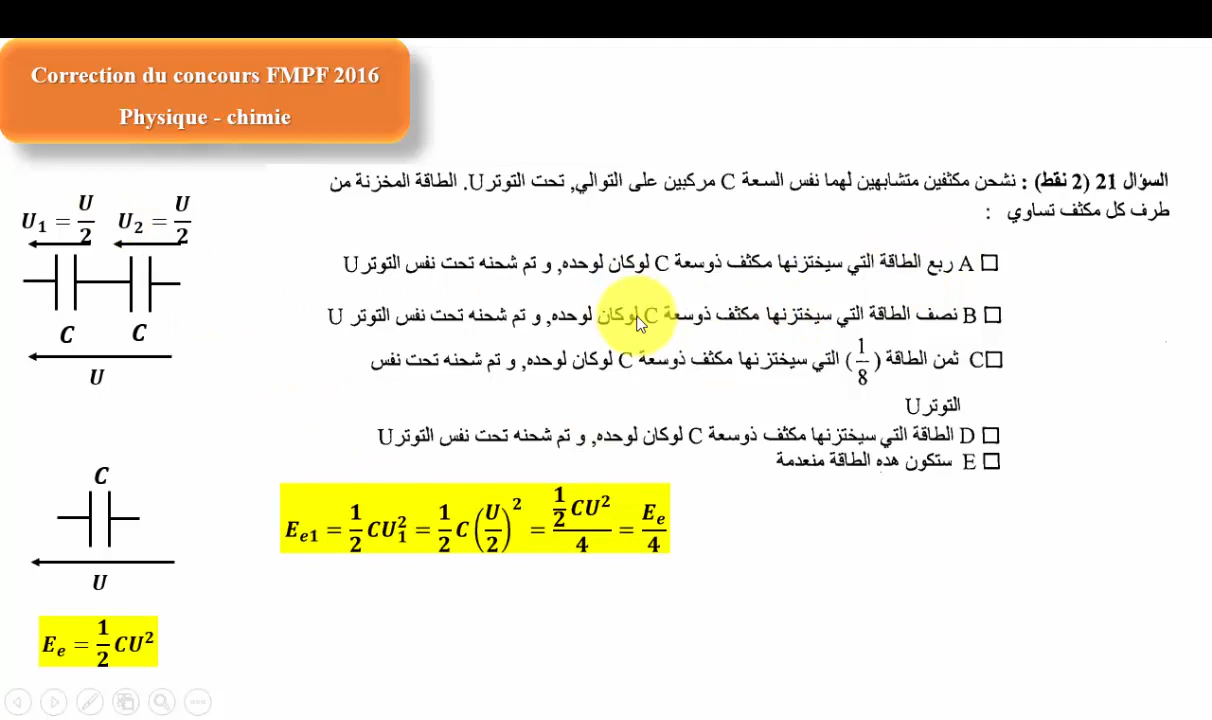 Correction du concours FMPF 2016
Physique - chimie
السؤال 21 (2 نقط) : نشحن مكثفين متشابهين لهما نفس السعة C مركبين على التوالي, تحت التوتر U. الطاقة المخزنة من
طرف كل مكثف تساوي :
□ A ربع الطاقة التي سيختزنها مكثف ذوسعة C لوكان لوحده, و تم شحنه تحت نفس التوتر U
□ B نصف الطاقة التي سيختزنها مكثف ذوسعة C لوكان لوحده, و تم شحنه تحت نفس التوتر U
□ C ثمن الطاقة (1/8) التي سيختزنها مكثف ذوسعة C لوكان لوحده, و تم شحنه تحت نفس
التوتر U
□ D الطاقة التي سيختزنها مكثف ذوسعة C لوكان لوحده, و تم شحنه تحت نفس التوتر U
□ E ستكون هده الطاقة منعدمة
U₁ = U/2 U₂ = U/2
C C
U
C
U
E_e = 1/2 CU²
E_e1 = 1/2 CU₁² = 1/2 C(U/2)² = (1/2 CU²)/4 = E_e/4